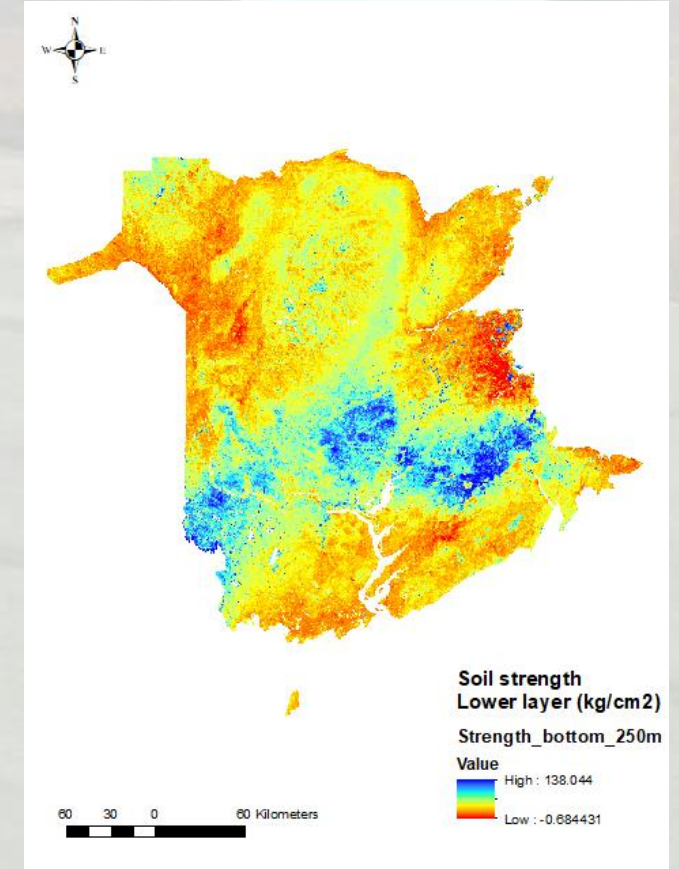 N
W E
S
Soil strength
Lower layer (kg/cm2)
Strength_bottom_250m
Value
High : 138.044
Low : -0.684431
60 30 0 60 Kilometers